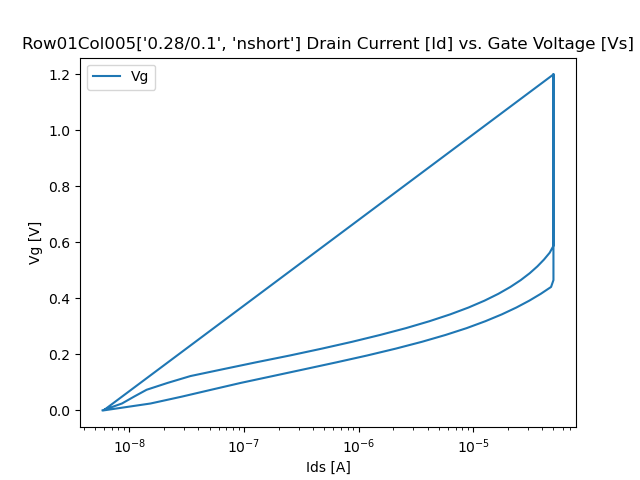 Row01Col005['0.28/0.1', 'nshort'] Drain Current [Id] vs. Gate Voltage [Vs]
Vg
1.2
1.0
0.8
0.6
0.4
0.2
0.0
Vg [V]
10⁻⁸
10⁻⁷
10⁻⁶
10⁻⁵
Ids [A]